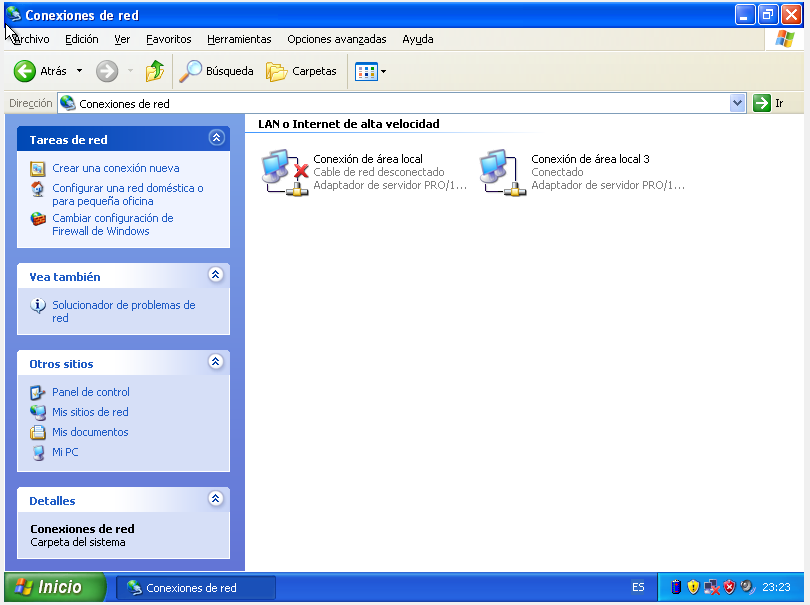 Conexiones de red
Archivo Edición Ver Favoritos Herramientas Opciones avanzadas Ayuda
Atrás Búsqueda Carpetas
Dirección Conexiones de red Ir
Tareas de red
Crear una conexión nueva
Configurar una red doméstica o
para pequeña oficina
Cambiar configuración de
Firewall de Windows
Vea también
Solucionador de problemas de
red
Otros sitios
Panel de control
Mis sitios de red
Mis documentos
Mi PC
Detalles
Conexiones de red
Carpeta del sistema
LAN o Internet de alta velocidad
Conexión de área local
Cable de red desconectado
Adaptador de servidor PRO/1...
Conexión de área local 3
Conectado
Adaptador de servidor PRO/1...
Inicio Conexiones de red ES 23:23